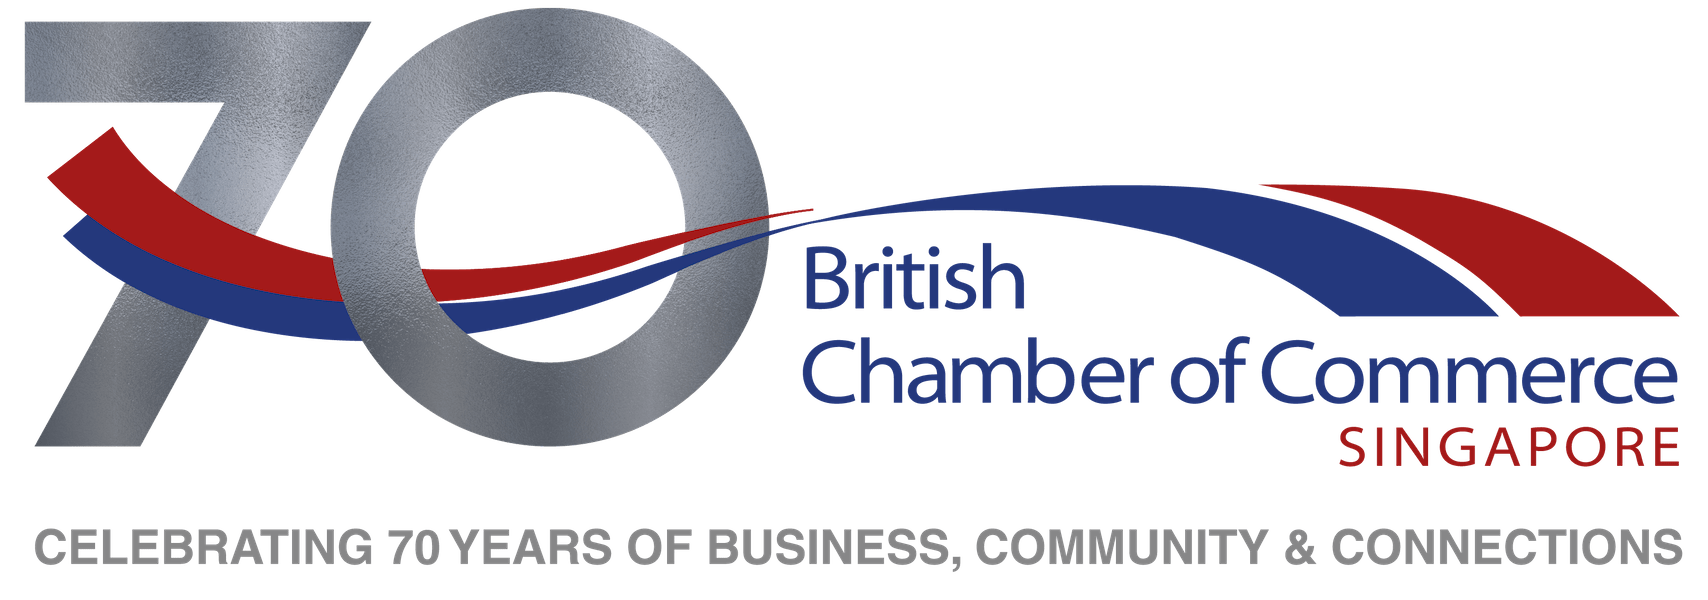 70
British
Chamber of Commerce
SINGAPORE
CELEBRATING 70 YEARS OF BUSINESS, COMMUNITY & CONNECTIONS